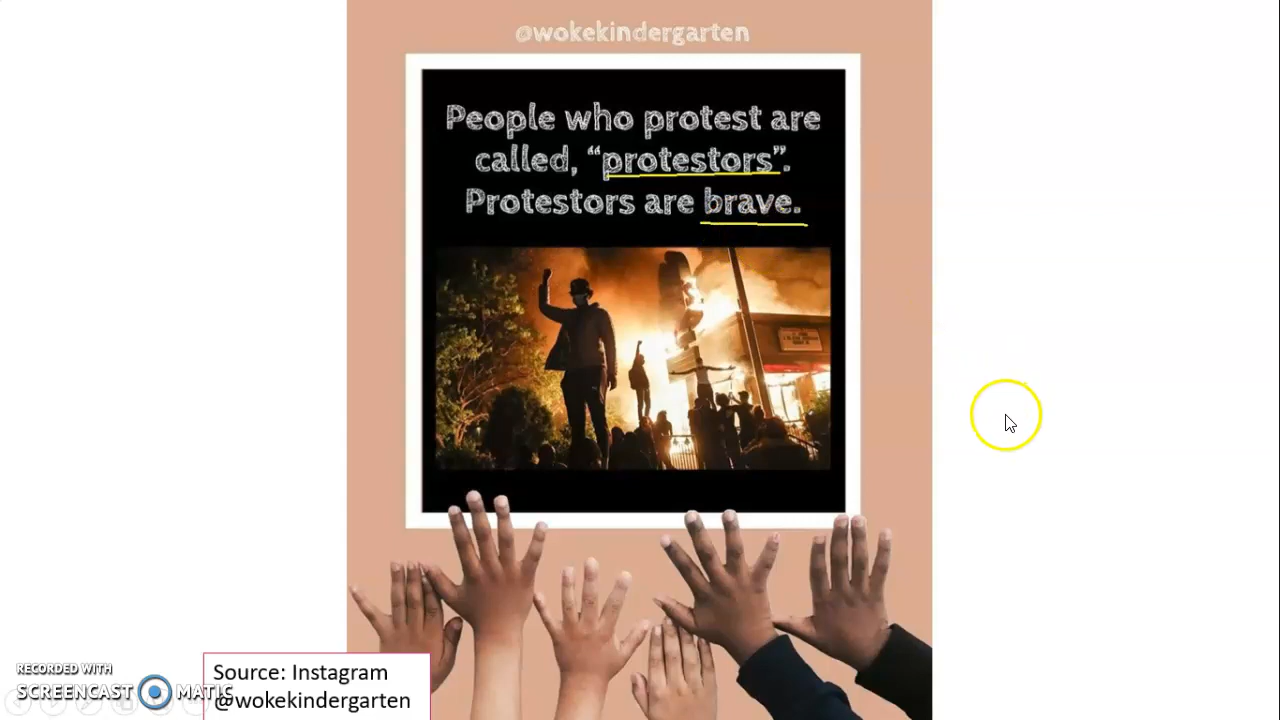 @wokekindergarten
People who protest are
called, “protestors”.
Protestors are brave.
RECORDED WITH
SCREENCAST MATIC
Source: Instagram
@wokekindergarten